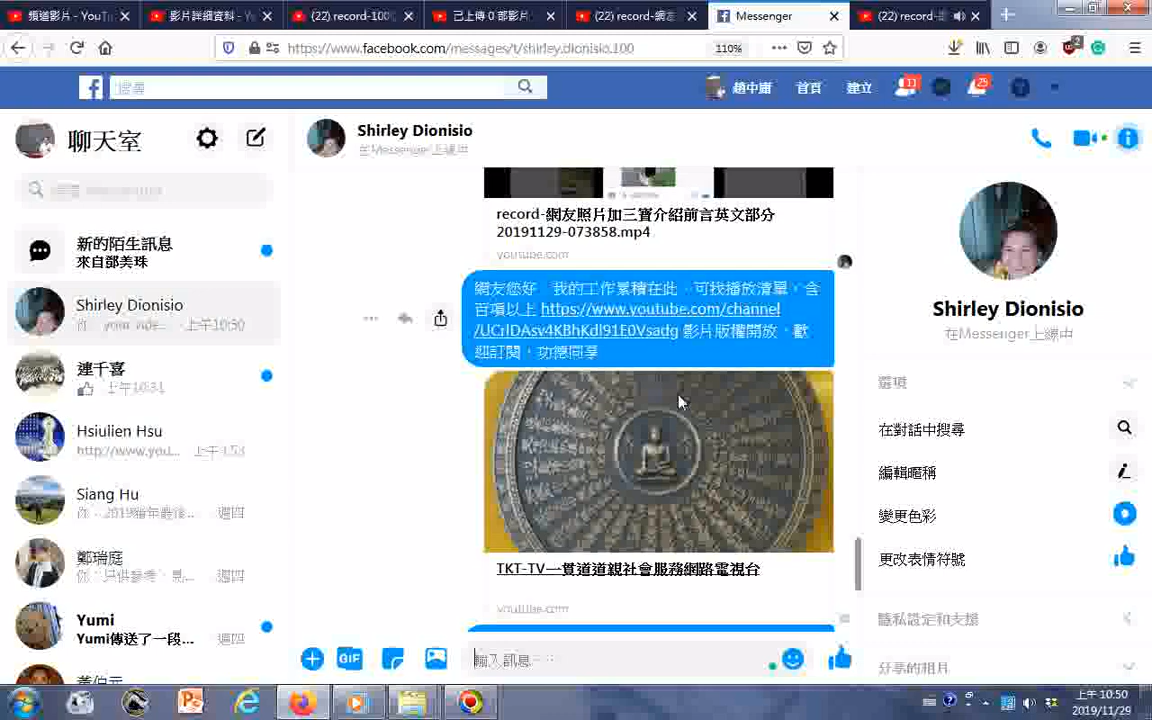 頻道影片 - YouT
影片詳細資料 - Y
(22) record-100
己上傳 0 部影片
(22) record-網友
Messenger
(22) record-
https://www.facebook.com/messages/t/shirley.dionisio.100
110%
2
搜尋
趙中庸
首頁
建立
11
25
聊天室
Shirley Dionisio
在Messenger上線中
新的陌生訊息
來自部美珠
Shirley Dionisio
上午10:50
連千喜
上午10:31
Hsiulien Hsu
http://www.you...
Siang Hu
週四
鄭瑞庭
週四
Yumi
Yumi傳送了一段...
週四
黃伯元
record-網友照片加三寶介紹前言英文部分
20191129-073858.mp4
youtube.com
網友您好 我的工作累積在此，可找播放清單，含
百項以上 https://www.youtube.com/channel
/UCrIDAsv4KBhKdl91E0Vsadg 影片版權開放，歡
迎訂閱，功德同享
TKT-TV一貫道道親社會服務網路電視台
youtube.com
GIF
輸入訊息……
Shirley Dionisio
在Messenger上線中
選項
在對話中搜尋
編輯暱稱
變更色彩
更改表情符號
隱私設定和支援
分享的相片
上午 10:50
2019/11/29